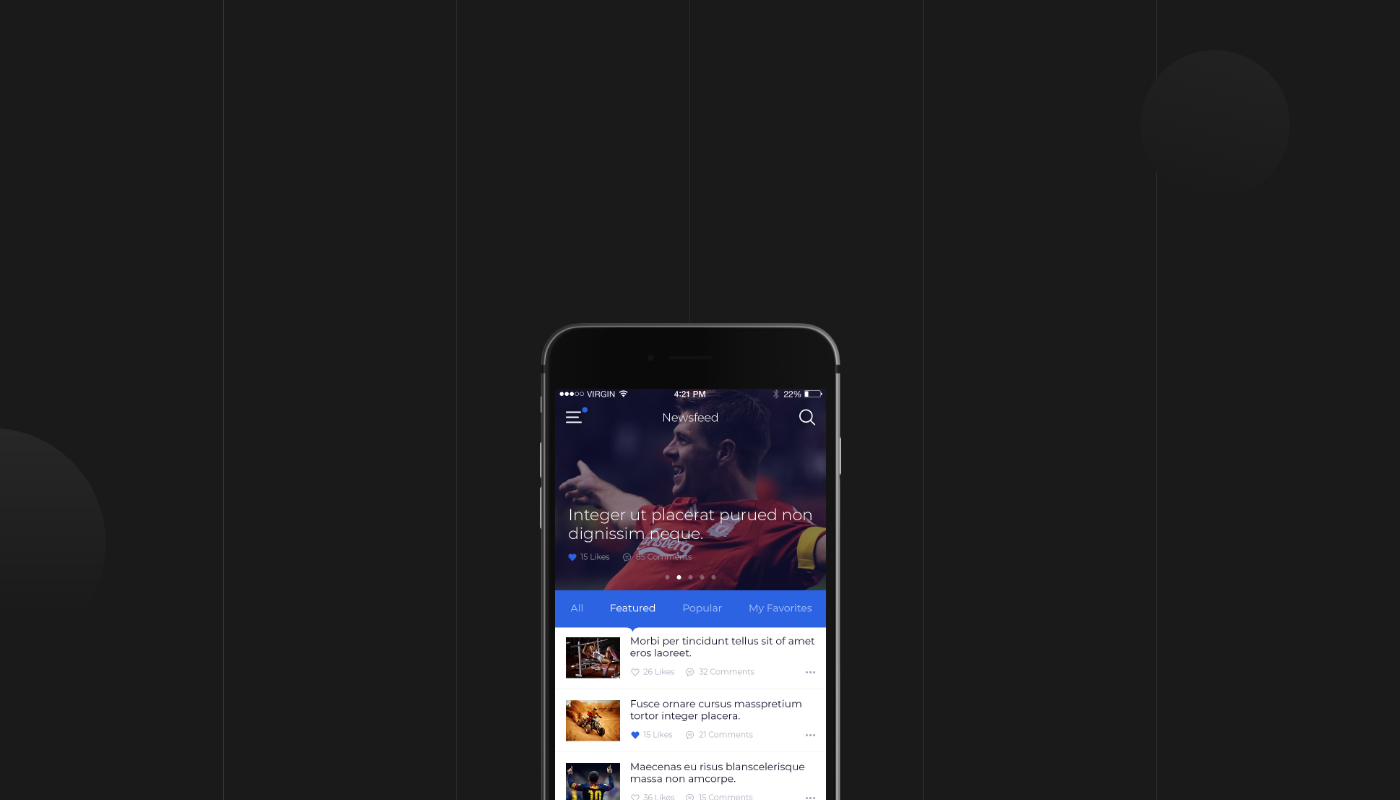 VIRGIN 4:21 PM 22%
Newsfeed
Integer ut placerat purued non
dignissim neque.
15 Likes 85 Comments
Carlsberg
All Featured Popular My Favorites
Morbi per tincidunt tellus sit of amet
eros laoreet.
26 Likes 32 Comments
Fusce ornare cursus masspretium
tortor integer placera.
15 Likes 21 Comments
Maecenas eu risus blanscelerisque
massa non amcorpe.
10
36 Likes 15 Comments